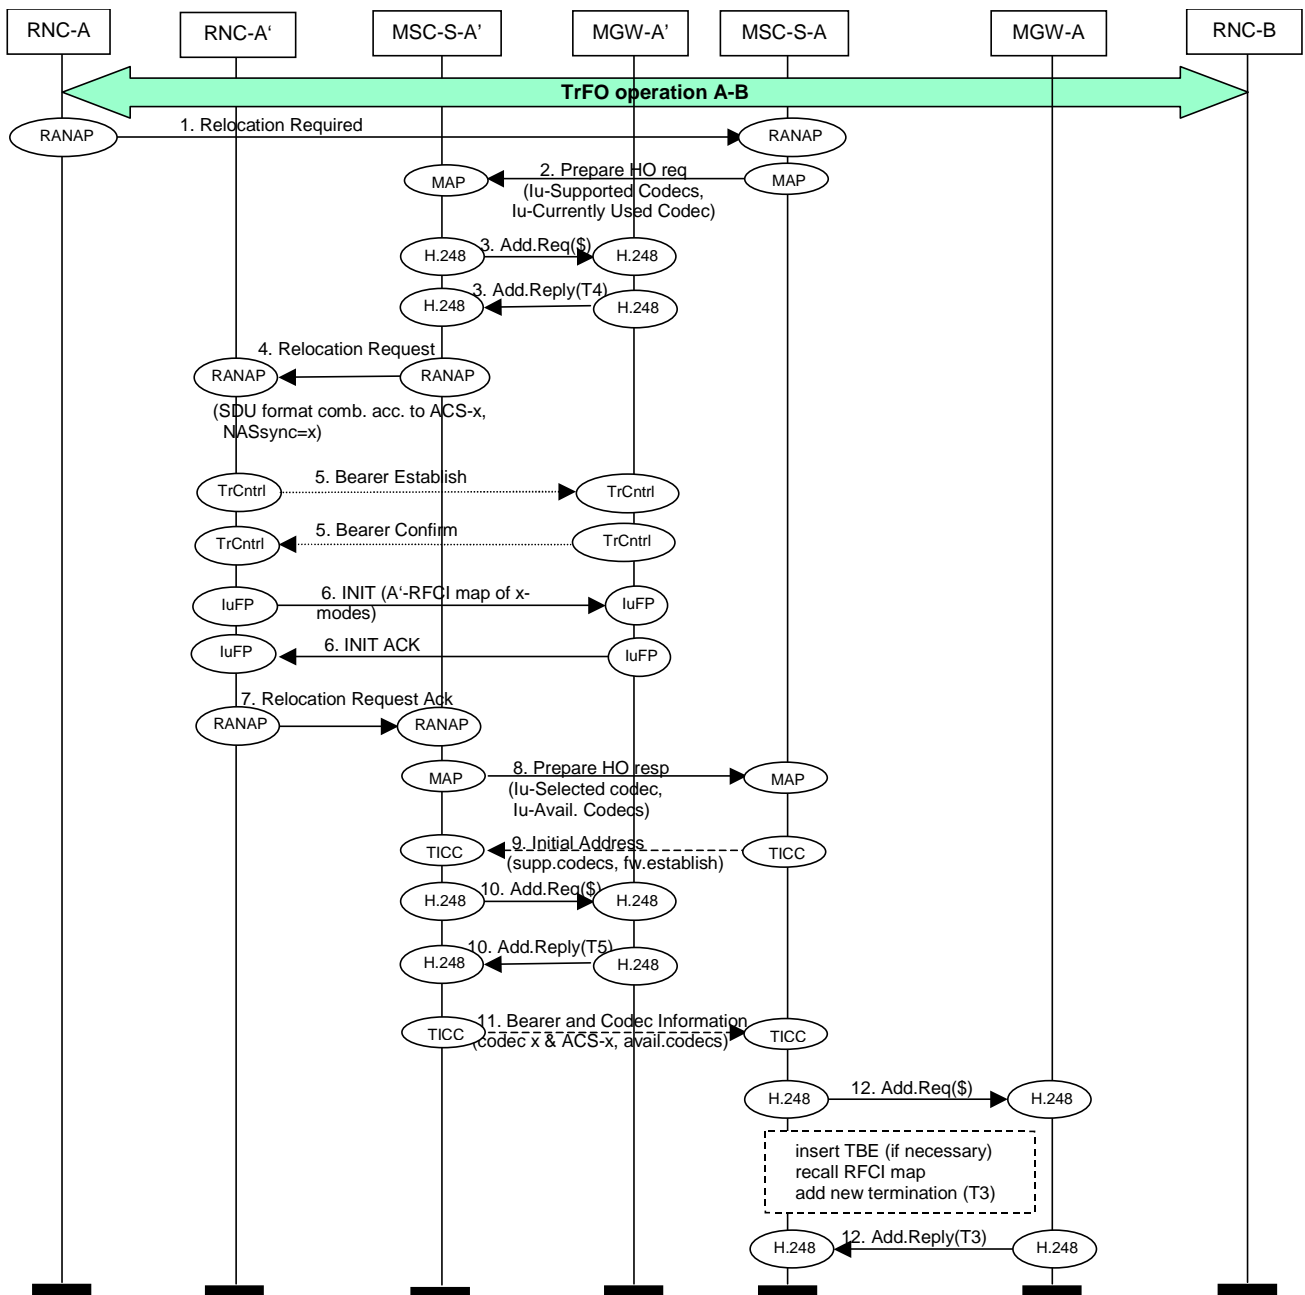 RNC-A
RNC-A‘
MSC-S-A’
MGW-A’
MSC-S-A
MGW-A
RNC-B
TrFO operation A-B
RANAP
1. Relocation Required
RANAP
MAP
2. Prepare HO req
(Iu-Supported Codecs,
Iu-Currently Used Codec)
MAP
H.248
3. Add.Req($)
H.248
H.248
3. Add.Reply(T4)
H.248
4. Relocation Request
RANAP
RANAP
(SDU format comb. acc. to ACS-x,
NASsync=x)
TrCntrl
5. Bearer Establish
TrCntrl
TrCntrl
5. Bearer Confirm
TrCntrl
IuFP
6. INIT (A‘-RFCI map of x-
modes)
IuFP
IuFP
6. INIT ACK
IuFP
7. Relocation Request Ack
RANAP
RANAP
MAP
8. Prepare HO resp
(Iu-Selected codec,
Iu-Avail. Codecs)
MAP
TICC
9. Initial Address
(supp.codecs, fw.establish)
TICC
H.248
10. Add.Req($)
H.248
H.248
10. Add.Reply(T5)
H.248
TICC
11. Bearer and Codec Information
(codec x & ACS-x, avail.codecs)
TICC
H.248
12. Add.Req($)
H.248
insert TBE (if necessary)
recall RFCI map
add new termination (T3)
H.248
12. Add.Reply(T3)
H.248